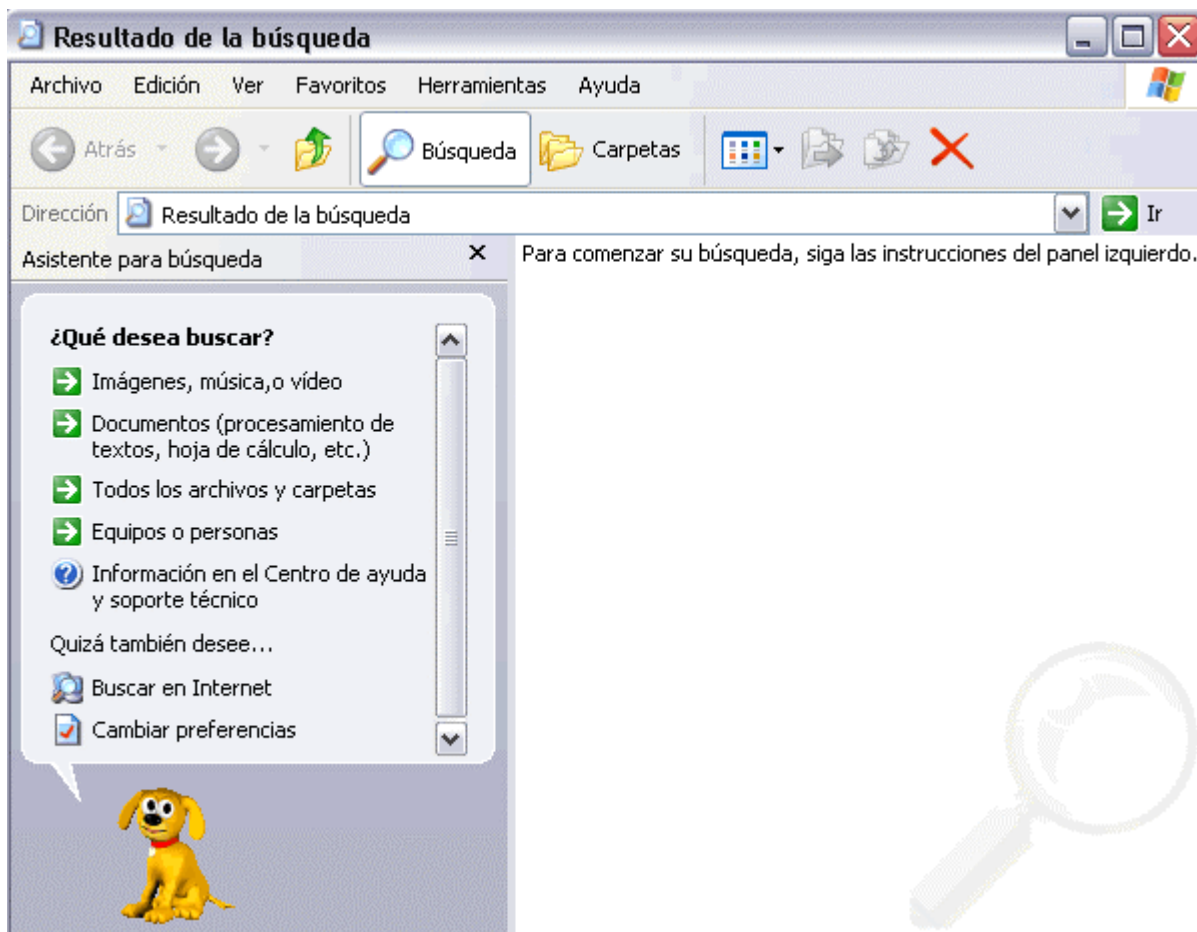 Resultado de la búsqueda
Archivo Edición Ver Favoritos Herramientas Ayuda
Atrás Búsqueda Carpetas
Dirección Resultado de la búsqueda Ir
Asistente para búsqueda
Para comenzar su búsqueda, siga las instrucciones del panel izquierdo.
¿Qué desea buscar?
Imágenes, música,o vídeo
Documentos (procesamiento de
textos, hoja de cálculo, etc.)
Todos los archivos y carpetas
Equipos o personas
Información en el Centro de ayuda
y soporte técnico
Quizá también desee...
Buscar en Internet
Cambiar preferencias